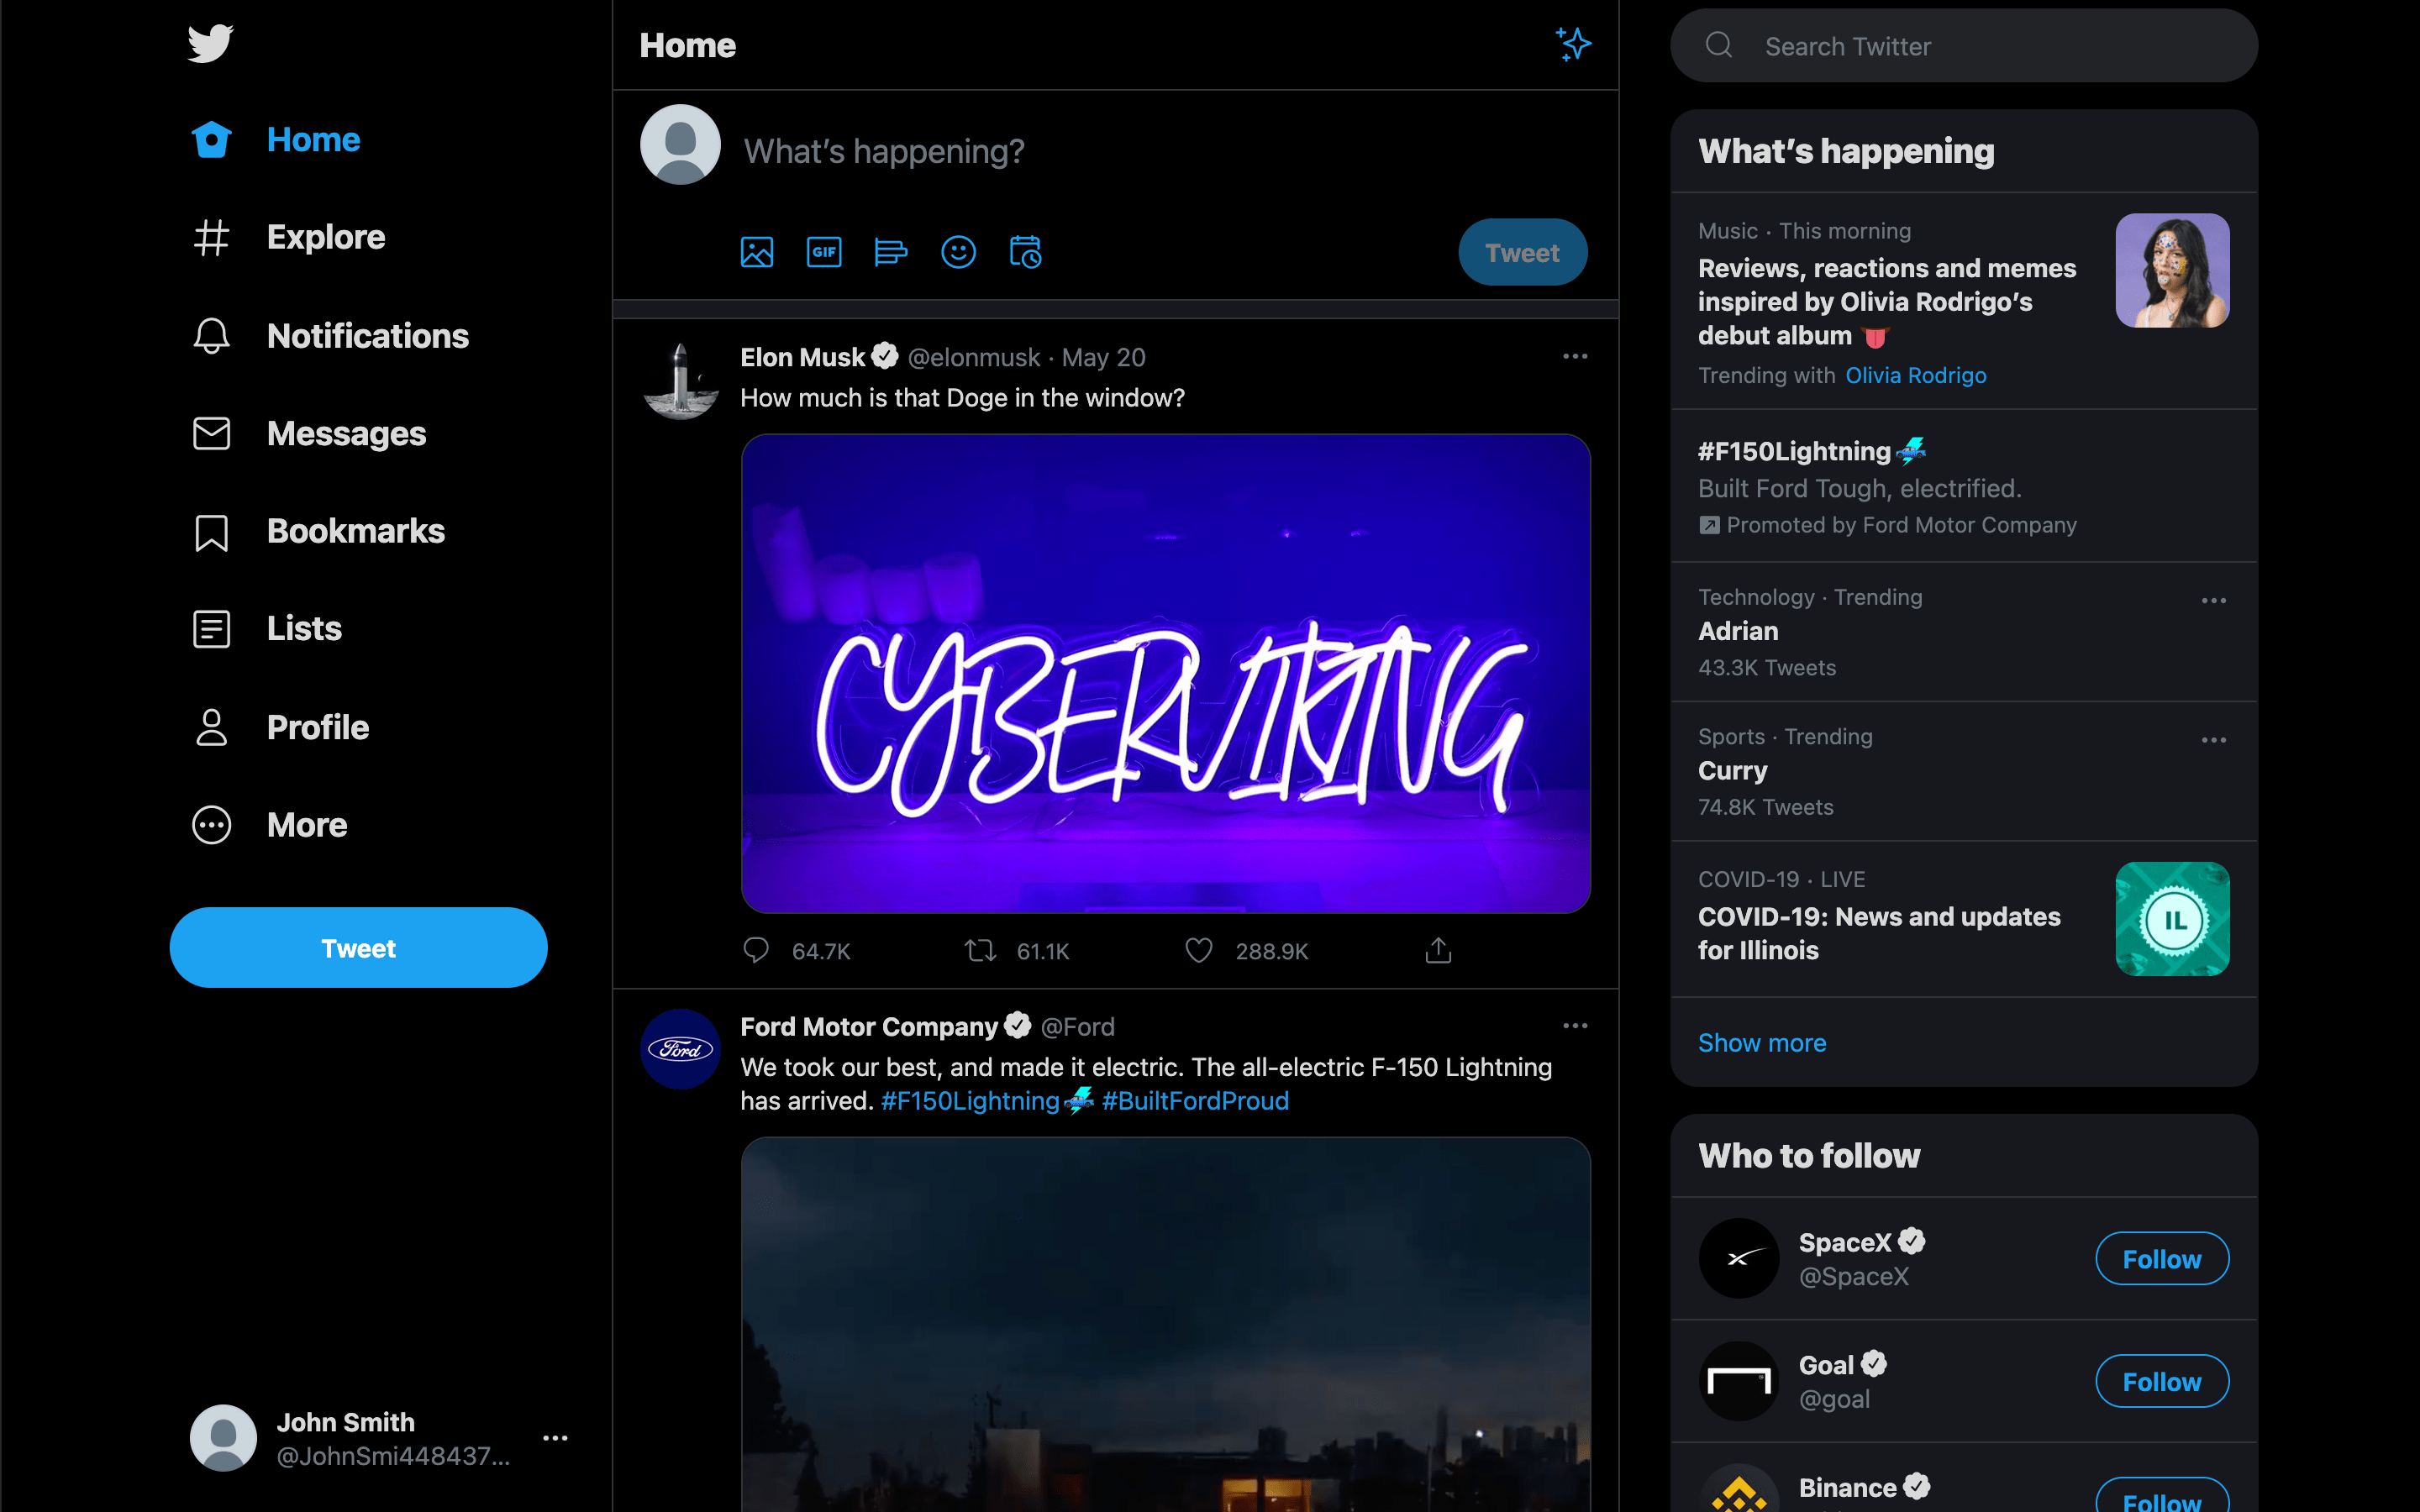 Home
Explore
Notifications
Messages
Bookmarks
Lists
Profile
More
Tweet
John Smith
@JohnSmi448437...
Home
What's happening?
GIF
Tweet
Elon Musk @elonmusk · May 20
How much is that Doge in the window?
CYBERVIKING
64.7K 61.1K 288.9K
Ford
Ford Motor Company @Ford
We took our best, and made it electric. The all-electric F-150 Lightning
has arrived. #F150Lightning #BuiltFordProud
Search Twitter
What's happening
Music · This morning
Reviews, reactions and memes
inspired by Olivia Rodrigo's
debut album 👅
Trending with Olivia Rodrigo
#F150Lightning
Built Ford Tough, electrified.
Promoted by Ford Motor Company
Technology · Trending
Adrian
43.3K Tweets
Sports · Trending
Curry
74.8K Tweets
COVID-19 · LIVE
COVID-19: News and updates
for Illinois
IL
Show more
Who to follow
SpaceX
@SpaceX
Follow
Goal
@goal
Follow
Binance
Follow